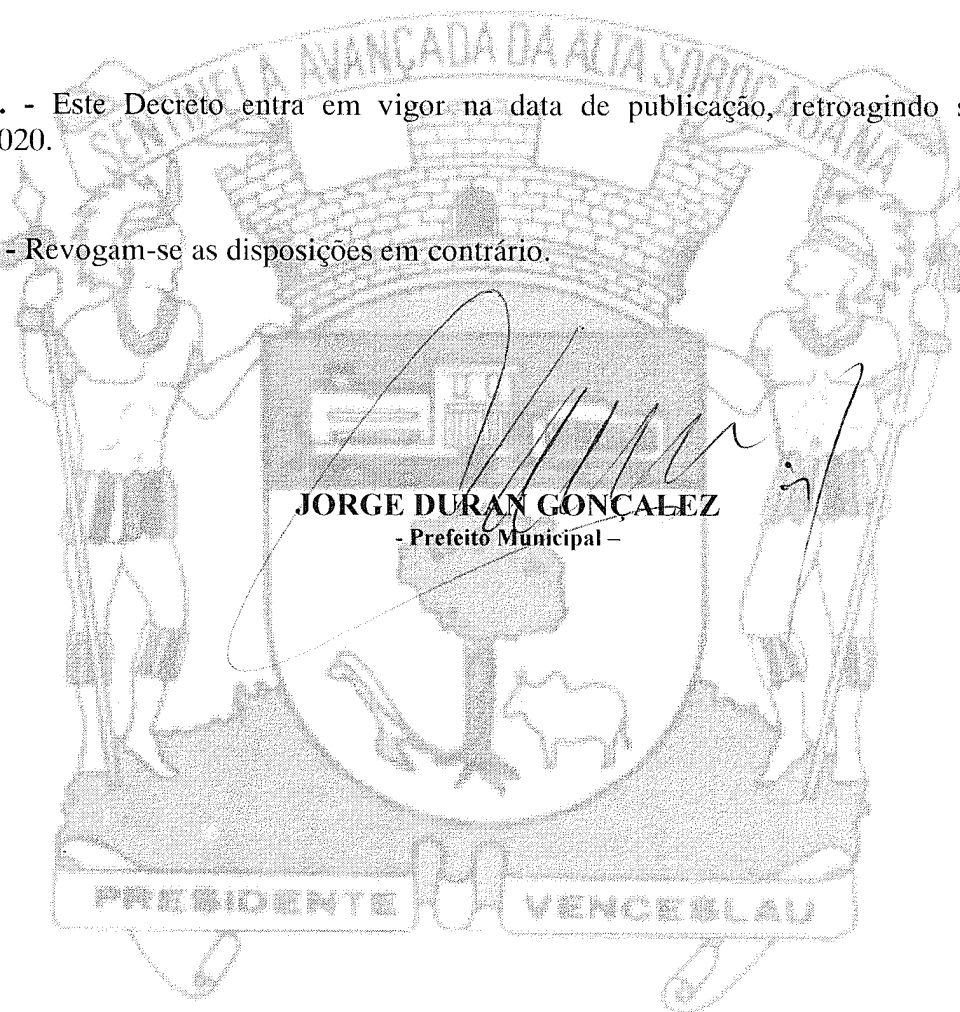 SENTINELA AVANÇADA DA ALTA SOROCABANA
. - Este Decreto entra em vigor na data de publicação, retroagindo s
020.
- Revogam-se as disposições em contrário.
JORGE DURAN GONÇALEZ
- Prefeito Municipal –
PRESIDENTE VENCESLAU